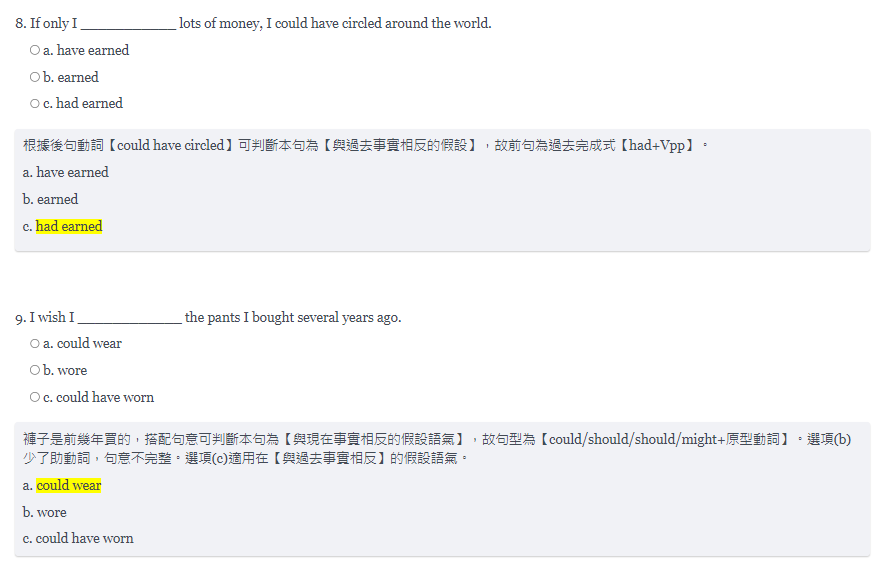 8. If only I _____________ lots of money, I could have circled around the world.
a. have earned
b. earned
c. had earned
根據後句動詞【could have circled】可判斷本句為【與過去事實相反的假設】，故前句為過去完成式【had+Vpp】。
a. have earned
b. earned
c. had earned
9. I wish I ______________ the pants I bought several years ago.
a. could wear
b. wore
c. could have worn
褲子是前幾年買的，搭配句意可判斷本句為【與現在事實相反的假設語氣】，故句型為【could/should/should/might+原型動詞】。選項(b)
少了助動詞，句意不完整。選項(c)適用在【與過去事實相反】的假設語氣。
a. could wear
b. wore
c. could have worn